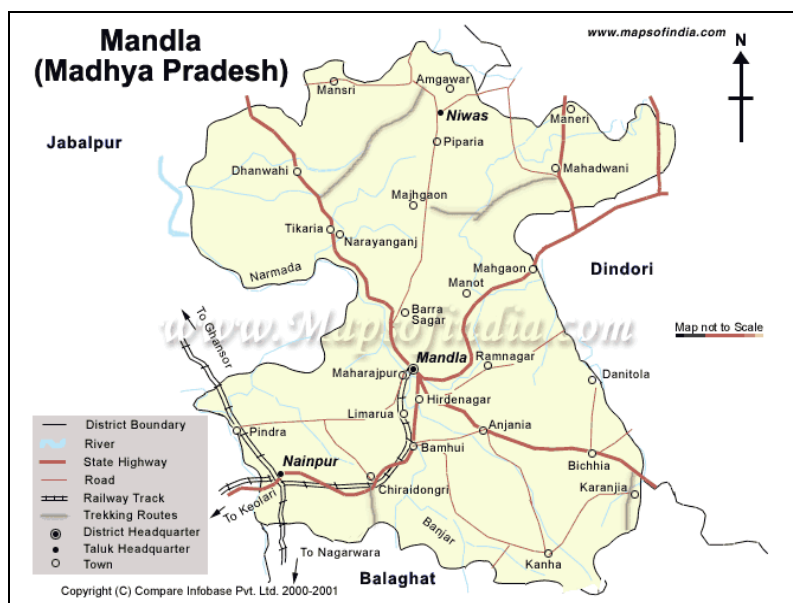 Mandla
(Madhya Pradesh)
www.mapsofindia.com
N
Jabalpur
Mansri
Amgawar
Niwas
Maneri
Piparia
Dhanwahi
Mahadwani
Majhgaon
Tikaria
Narayanganj
Narmada
Mahgaon
Dindori
Manot
To Ghansor
Barra
Sagar
www.Mapsofindia.com
Map not to Scale
Mandla
Ramnagar
Maharajpur
Danitola
Hirdenagar
Limarua
Anjania
Pindra
Bamhui
Bichhia
Nainpur
Chiraidongri
Karanjia
To Keolari
Banjar
Kanha
To Nagarwara
Balaghat
District Boundary
River
State Highway
Road
Railway Track
Trekking Routes
District Headquarter
Taluk Headquarter
Town
Copyright (C) Compare Infobase Pvt. Ltd. 2000-2001